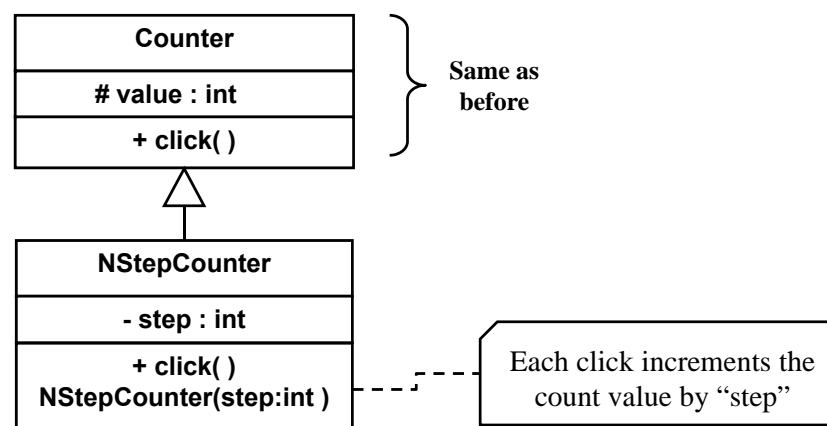 Counter
# value : int
+ click( )
Same as
before
NStepCounter
- step : int
+ click( )
NStepCounter(step:int )
Each click increments the
count value by “step”